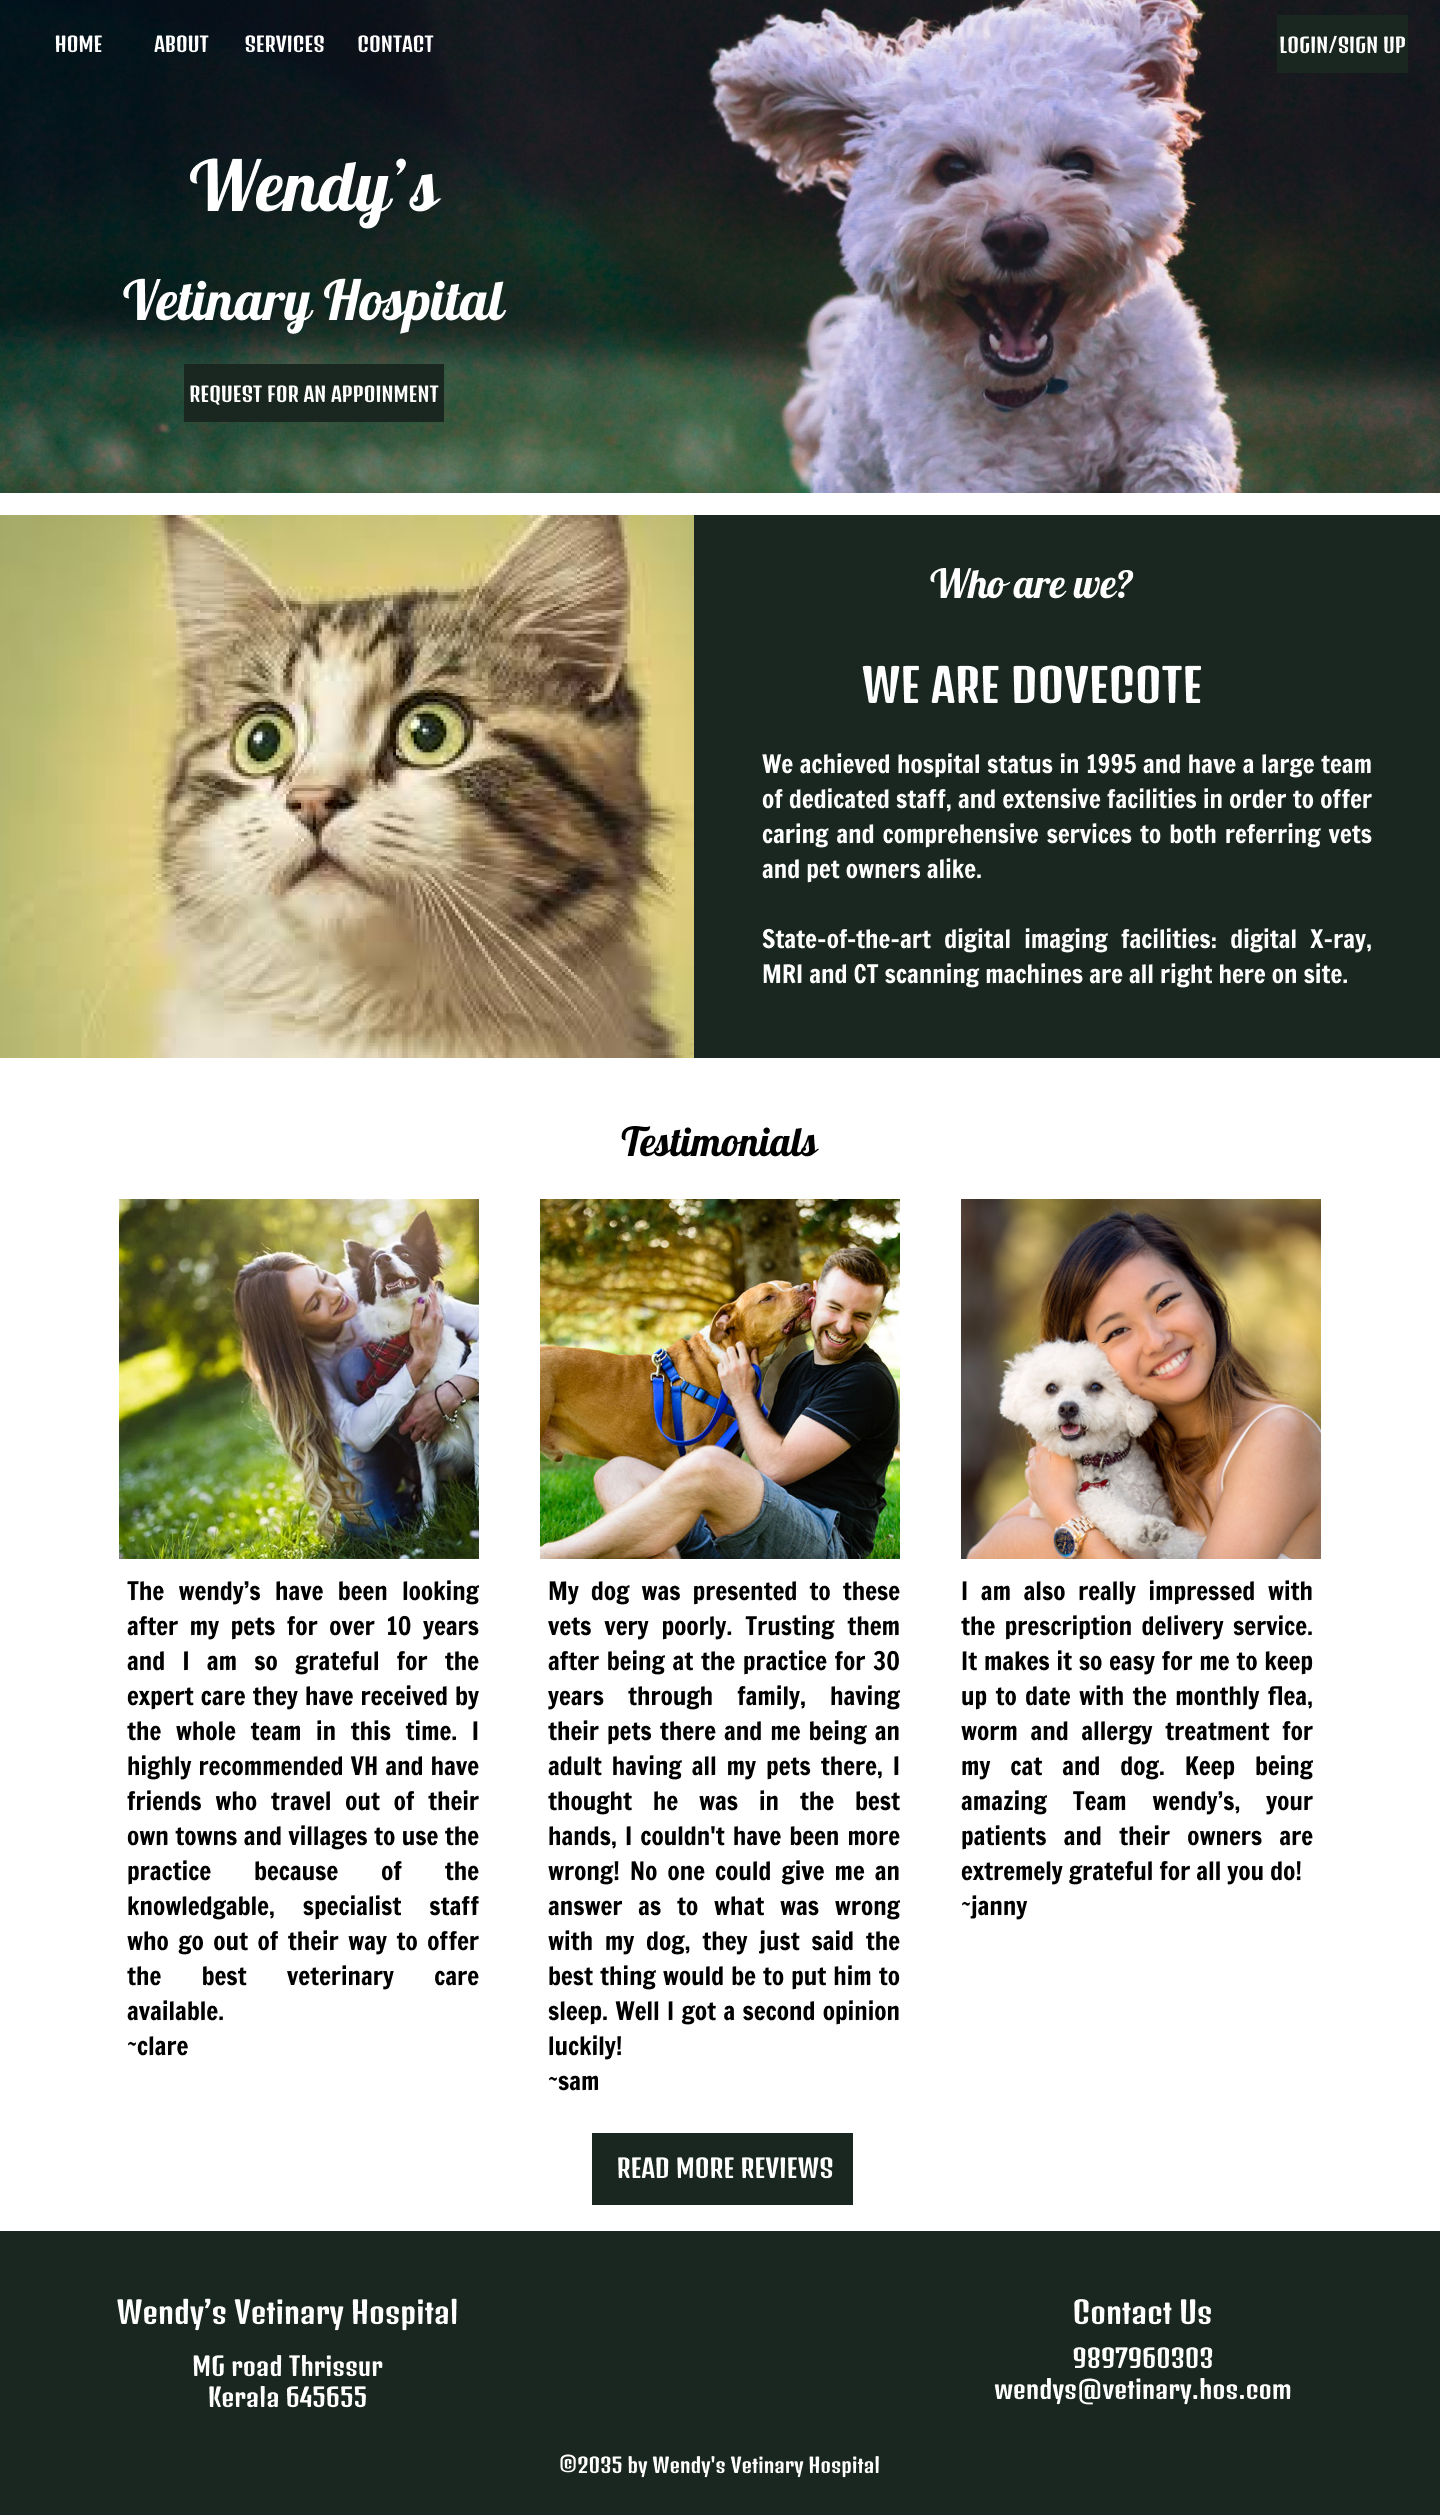 HOME ABOUT SERVICES CONTACT LOGIN/SIGN UP
Wendy’s
Vetinary Hospital
REQUEST FOR AN APPOINMENT
Who are we?
WE ARE DOVECOTE
We achieved hospital status in 1995 and have a large team
of dedicated staff, and extensive facilities in order to offer
caring and comprehensive services to both referring vets
and pet owners alike.
State-of-the-art digital imaging facilities: digital X-ray,
MRI and CT scanning machines are all right here on site.
Testimonials
The wendy’s have been looking
after my pets for over 10 years
and I am so grateful for the
expert care they have received by
the whole team in this time. I
highly recommended VH and have
friends who travel out of their
own towns and villages to use the
practice because of the
knowledgable, specialist staff
who go out of their way to offer
the best veterinary care
available.
~clare
My dog was presented to these
vets very poorly. Trusting them
after being at the practice for 30
years through family, having
their pets there and me being an
adult having all my pets there, I
thought he was in the best
hands, I couldn't have been more
wrong! No one could give me an
answer as to what was wrong
with my dog, they just said the
best thing would be to put him to
sleep. Well I got a second opinion
luckily!
~sam
I am also really impressed with
the prescription delivery service.
It makes it so easy for me to keep
up to date with the monthly flea,
worm and allergy treatment for
my cat and dog. Keep being
amazing Team wendy’s, your
patients and their owners are
extremely grateful for all you do!
~janny
READ MORE REVIEWS
Wendy’s Vetinary Hospital
MG road Thrissur
Kerala 645655
Contact Us
9897960303
wendys@vetinary.hos.com
©2035 by Wendy's Vetinary Hospital